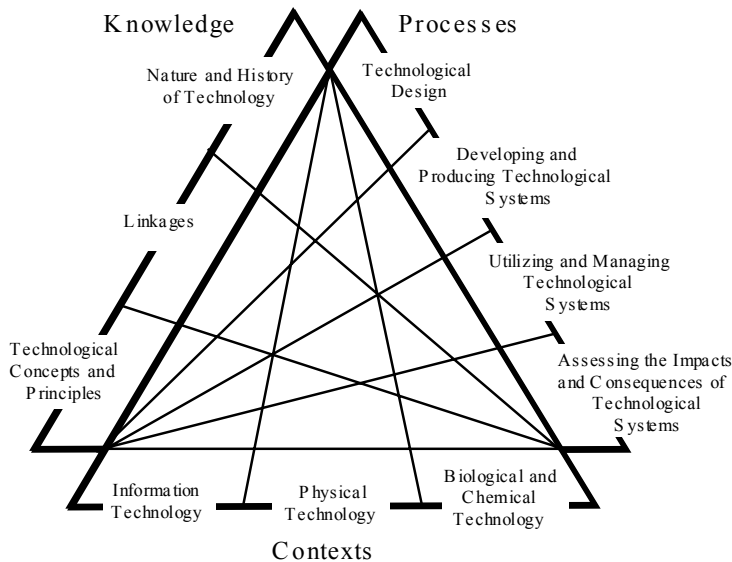 Knowledge
Processes
Nature and History
of Technology
Technological
Design
Developing and
Producing Technological
Systems
Linkages
Utilizing and Managing
Technological
Systems
Technological
Concepts and
Principles
Assessing the Impacts
and Consequences of
Technological
Systems
Information
Technology
Physical
Technology
Biological and
Chemical
Technology
Contexts